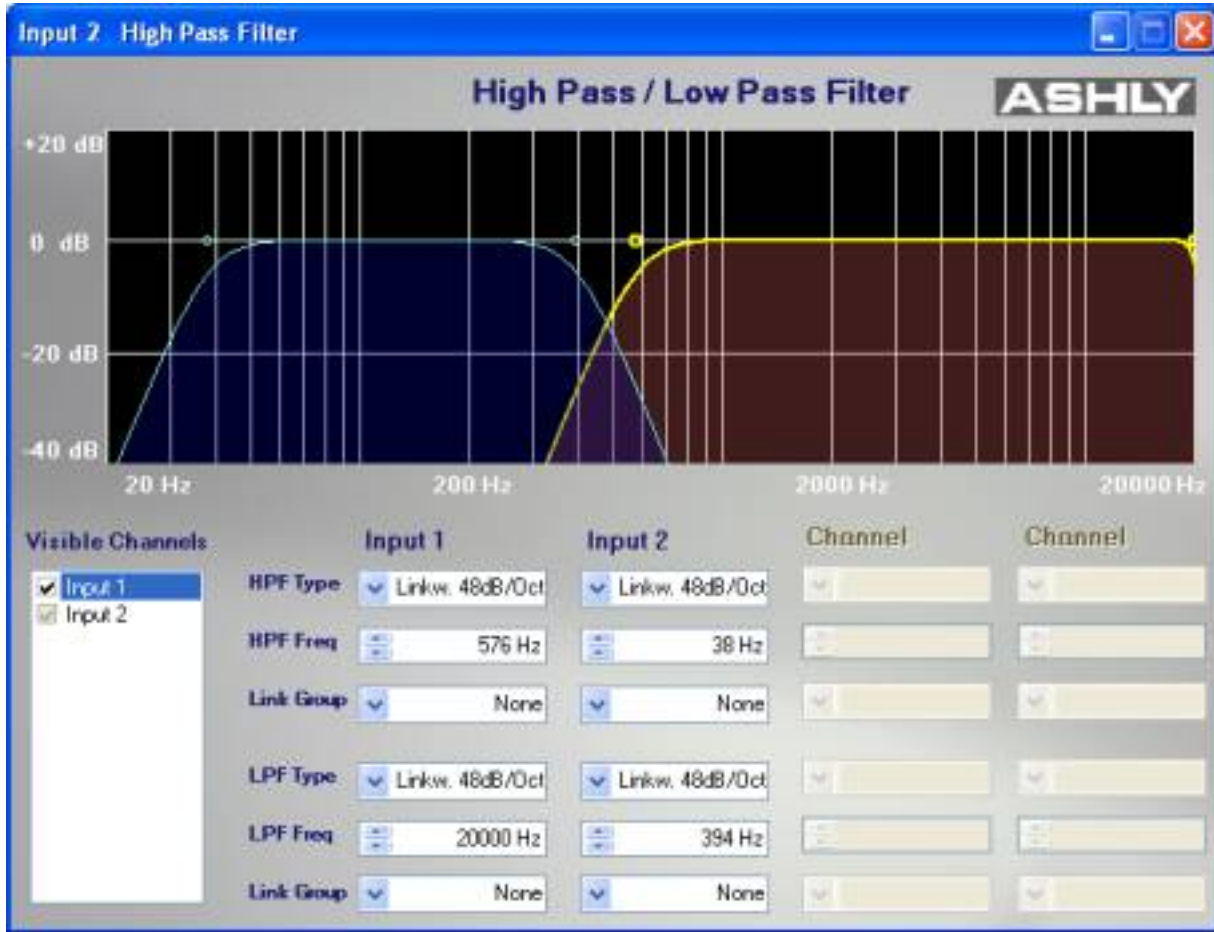 Input 2 High Pass Filter
High Pass / Low Pass Filter
ASHLY
+20 dB
0 dB
-20 dB
-40 dB
20 Hz 200 Hz 2000 Hz 20000 Hz
Visible Channels Input 1 Input 2 Channel Channel
Input 1
Input 2
HPF Type Linkw. 48dB/Oct Linkw. 48dB/Oct
HPF Freq 576 Hz 38 Hz
Link Group None None
LPF Type Linkw. 48dB/Oct Linkw. 48dB/Oct
LPF Freq 20000 Hz 394 Hz
Link Group None None